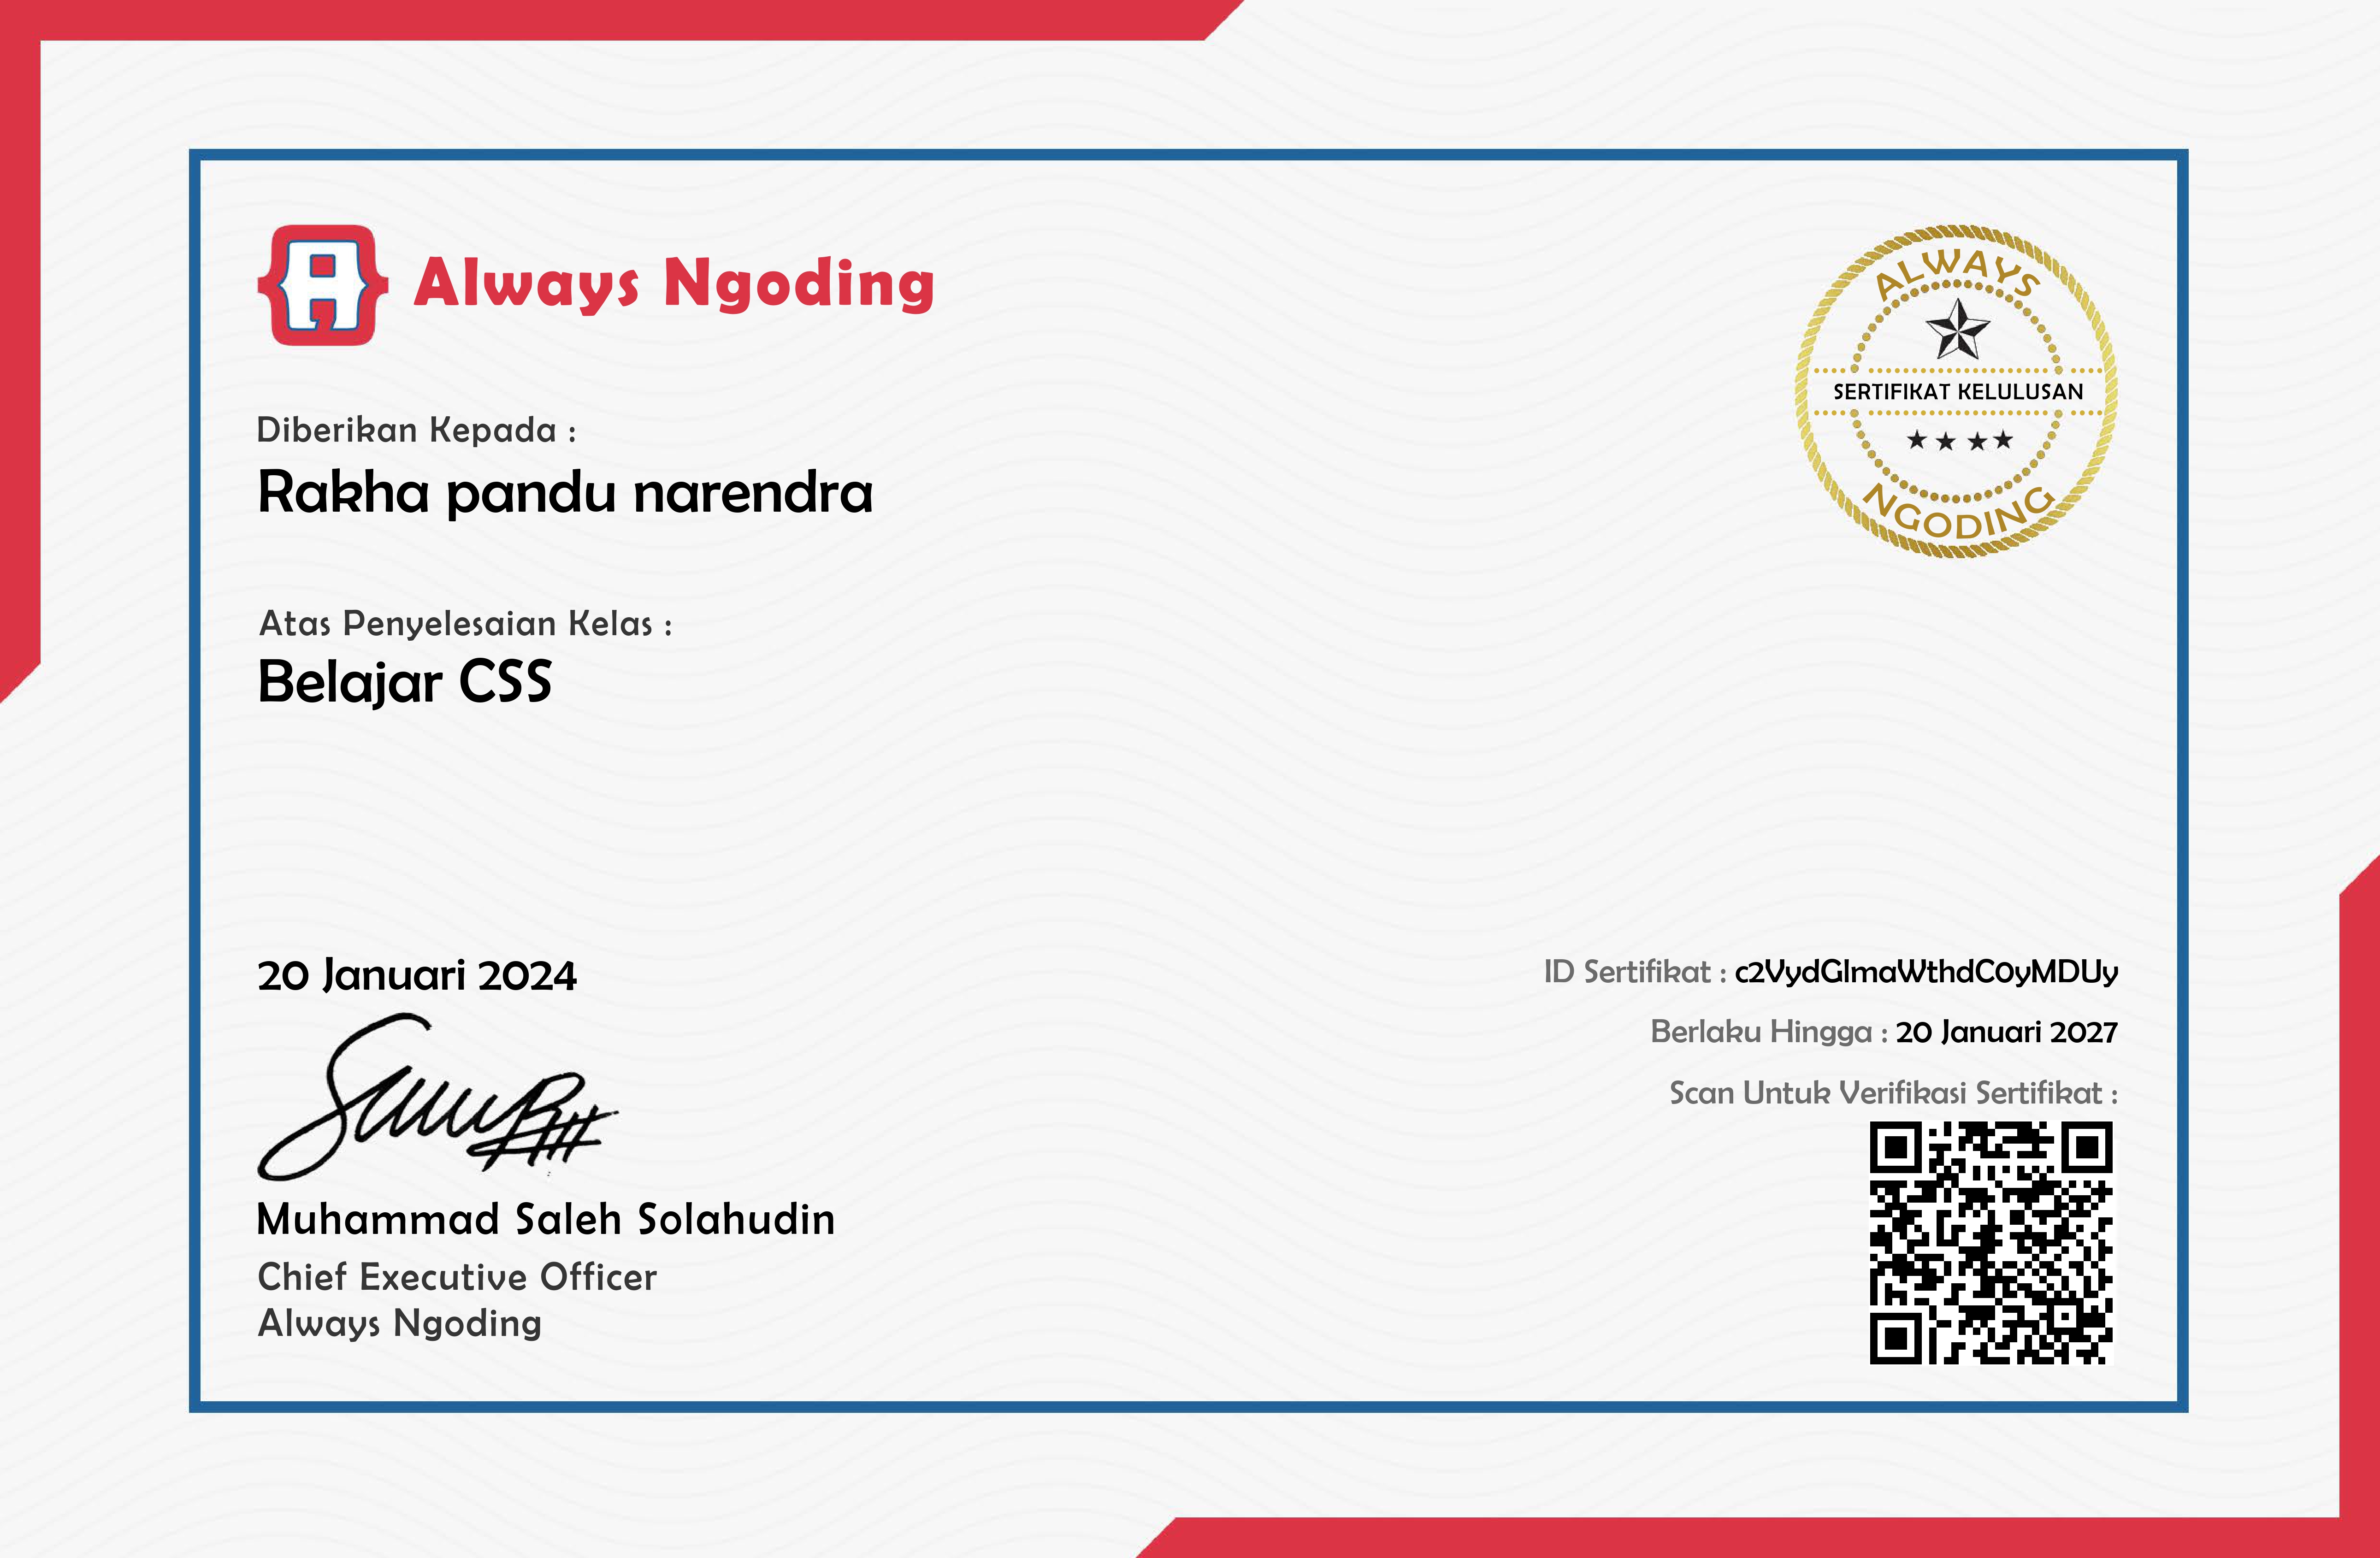 Always Ngoding
ALWAYS
SERTIFIKAT KELULUSAN
NGODING
Diberikan Kepada :
Rakha pandu narendra
Atas Penyelesaian Kelas :
Belajar CSS
20 Januari 2024
Muhammad Saleh Solahudin
Chief Executive Officer
Always Ngoding
ID Sertifikat : c2VydGlmaWthdC0yMDUy
Berlaku Hingga : 20 Januari 2027
Scan Untuk Verifikasi Sertifikat :